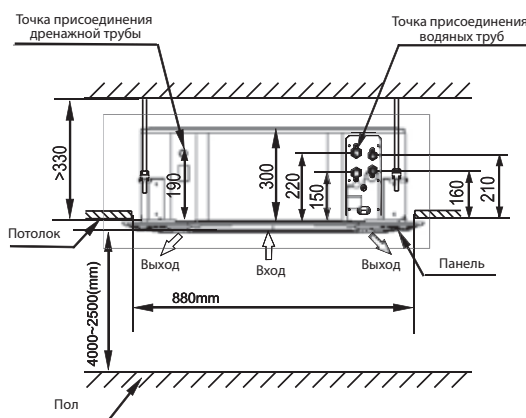 Точка присоединения
дренажной трубы
Точка присоединения
водяных труб
>330
190
300
220
150
160
210
Потолок
Выход
Вход
Выход
Панель
880mm
4000~2500(mm)
Пол